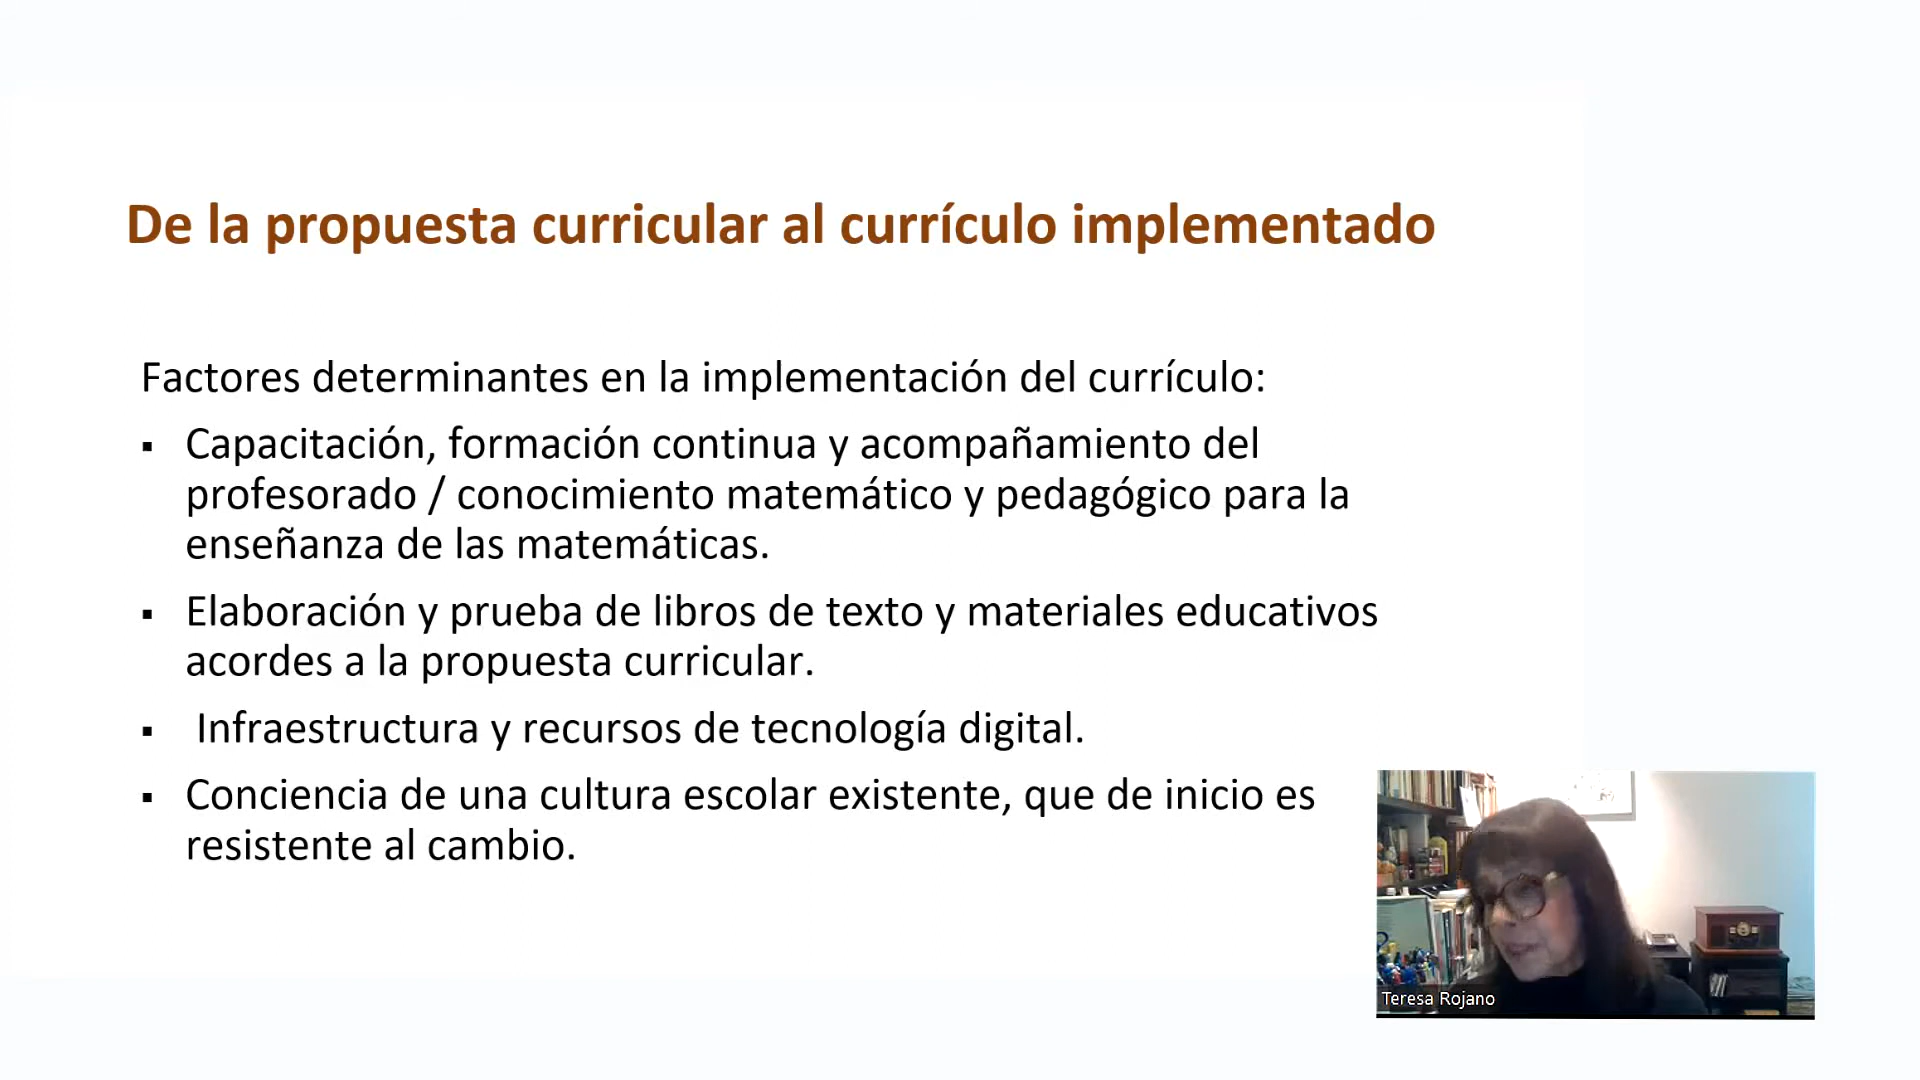 De la propuesta curricular al currículo implementado
Factores determinantes en la implementación del currículo:
▪ Capacitación, formación continua y acompañamiento del
profesorado / conocimiento matemático y pedagógico para la
enseñanza de las matemáticas.
▪ Elaboración y prueba de libros de texto y materiales educativos
acordes a la propuesta curricular.
▪ Infraestructura y recursos de tecnología digital.
▪ Conciencia de una cultura escolar existente, que de inicio es
resistente al cambio.
Teresa Rojano